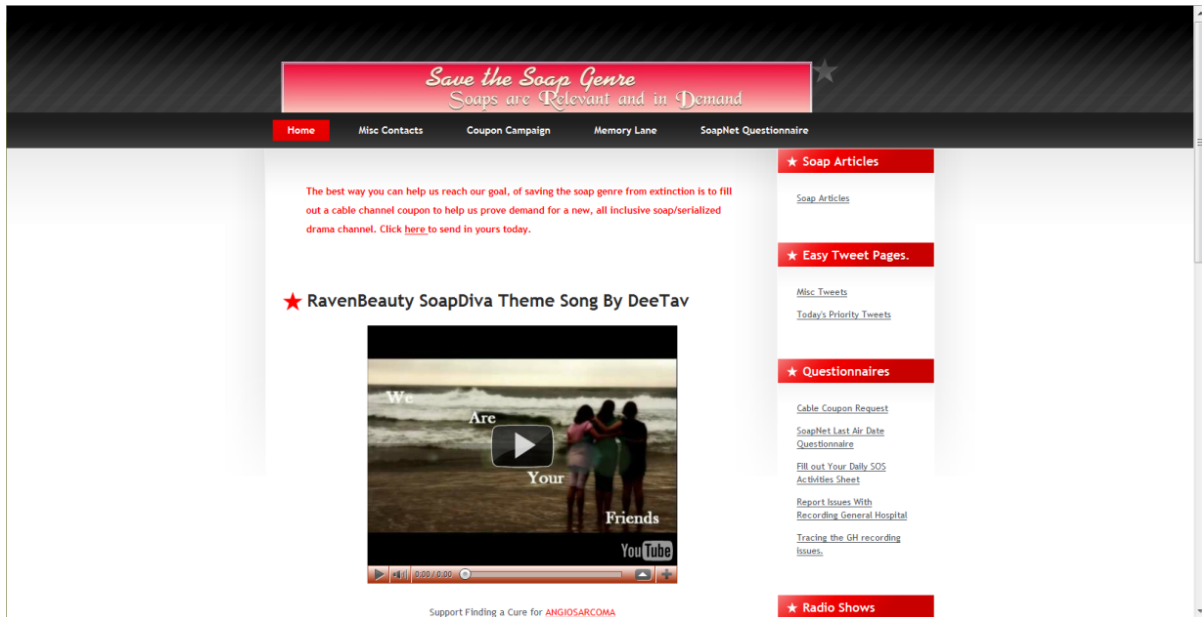 Save the Soap Genre
Soaps are Relevant and in Demand
Home
Misc Contacts
Coupon Campaign
Memory Lane
SoapNet Questionnaire
The best way you can help us reach our goal, of saving the soap genre from extinction is to fill
out a cable channel coupon to help us prove demand for a new, all inclusive soap/serialized
drama channel. Click here to send in yours today.
RavenBeauty SoapDiva Theme Song By DeeTav
We
Are
Your
Friends
YouTube
0:00 / 0:00
Support Finding a Cure for ANGIOSARCOMA
Soap Articles
Soap Articles
Easy Tweet Pages.
Misc Tweets
Today's Priority Tweets
Questionnaires
Cable Coupon Request
SoapNet Last Air Date
Questionnaire
Fill out Your Daily SOS
Activities Sheet
Report Issues With
Recording General Hospital
Tracing the GH recording
issues.
Radio Shows